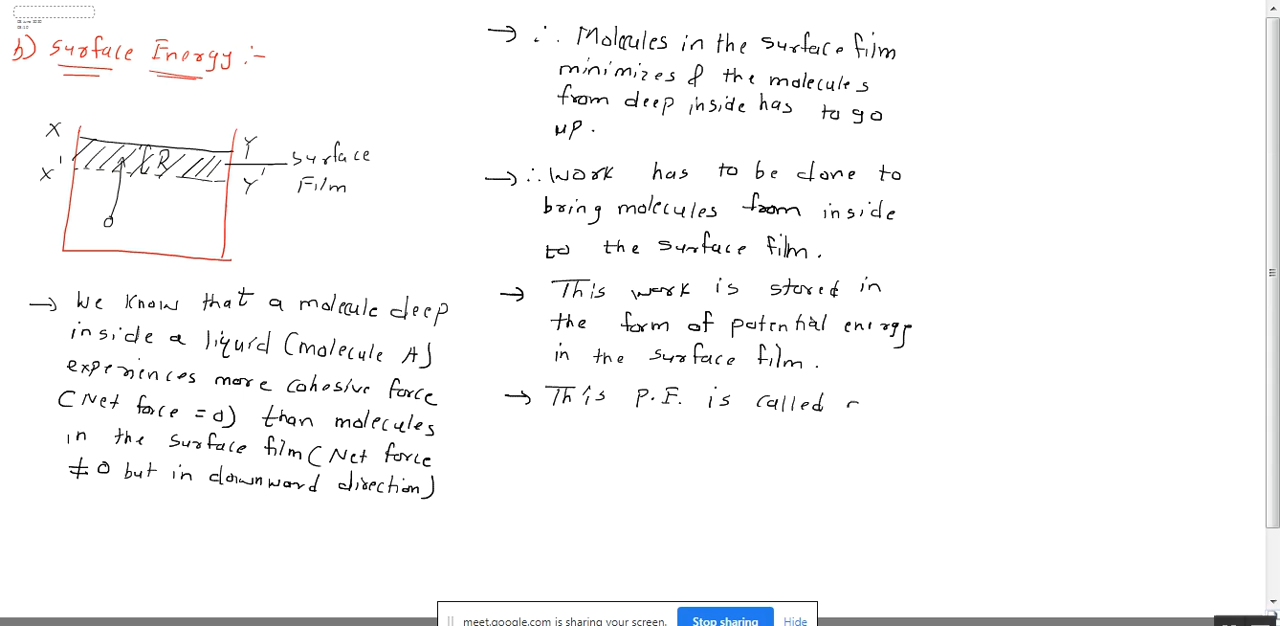 b) Surface Energy :-
X
Y
X'
Y'
Surface
Film
→ We know that a molecule deep
inside a liquid (molecule A)
experiences more cohesive force
(Net force = 0) than molecules
in the surface film (Net force
≠ 0 but in downward direction)
→ ∴ Molecules in the surface film
minimizes & the molecules
from deep inside has to go
up.
→ ∴ Work has to be done to
bring molecules from inside
to the surface film.
→ This work is stored in
the form of potential energy
in the surface film.
→ This P.E. is called
meet.google.com is sharing your screen.
Stop sharing
Hide